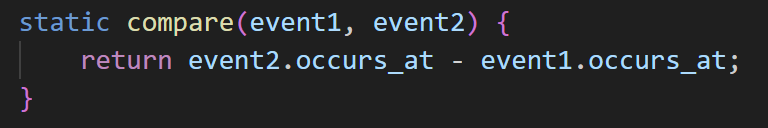 static compare(event1, event2) {
    return event2.occurs_at - event1.occurs_at;
}